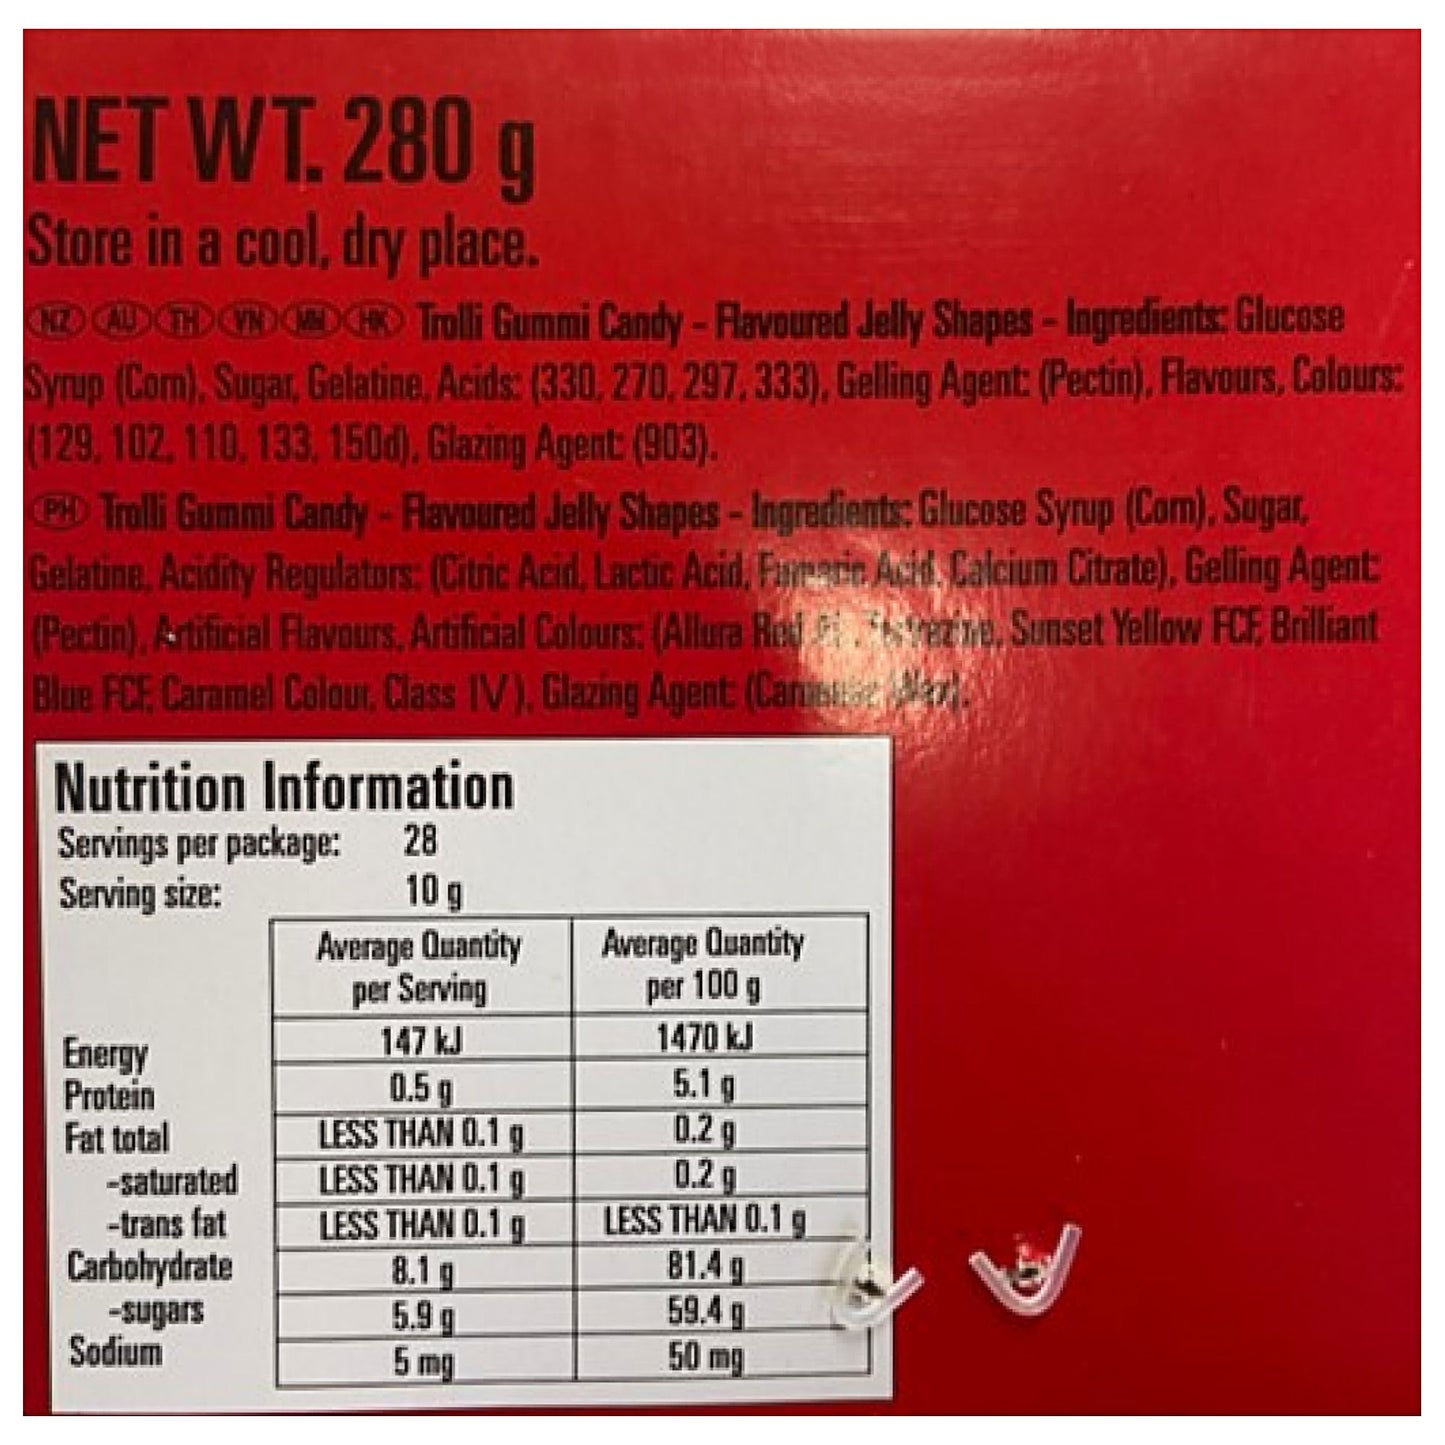 NET WT. 280 g
Store in a cool, dry place.
NZ AU TH VN MM HK Trolli Gummi Candy - Flavoured Jelly Shapes - Ingredients: Glucose
Syrup (Corn), Sugar, Gelatine, Acids: (330, 270, 297, 333), Gelling Agent: (Pectin), Flavours, Colours:
(129, 102, 110, 133, 150d), Glazing Agent: (903).
PH Trolli Gummi Candy - Flavoured Jelly Shapes - Ingredients: Glucose Syrup (Corn), Sugar,
Gelatine, Acidity Regulators: (Citric Acid, Lactic Acid, Fumaric Acid, Calcium Citrate), Gelling Agent:
(Pectin), Artificial Flavours, Artificial Colours: (Allura Red Tartrazine, Sunset Yellow FCF, Brilliant
Blue FCF, Caramel Colour, Class IV), Glazing Agent: (Carnauba Wax).
Nutrition Information
Servings per package: 28
Serving size: 10 g
Average Quantity Average Quantity
per Serving per 100 g
Energy 147 kJ 1470 kJ
Protein 0.5 g 5.1 g
Fat total LESS THAN 0.1 g 0.2 g
-saturated LESS THAN 0.1 g 0.2 g
-trans fat LESS THAN 0.1 g LESS THAN 0.1 g
Carbohydrate 8.1 g 81.4 g
-sugars 5.9 g 59.4 g
Sodium 5 mg 50 mg